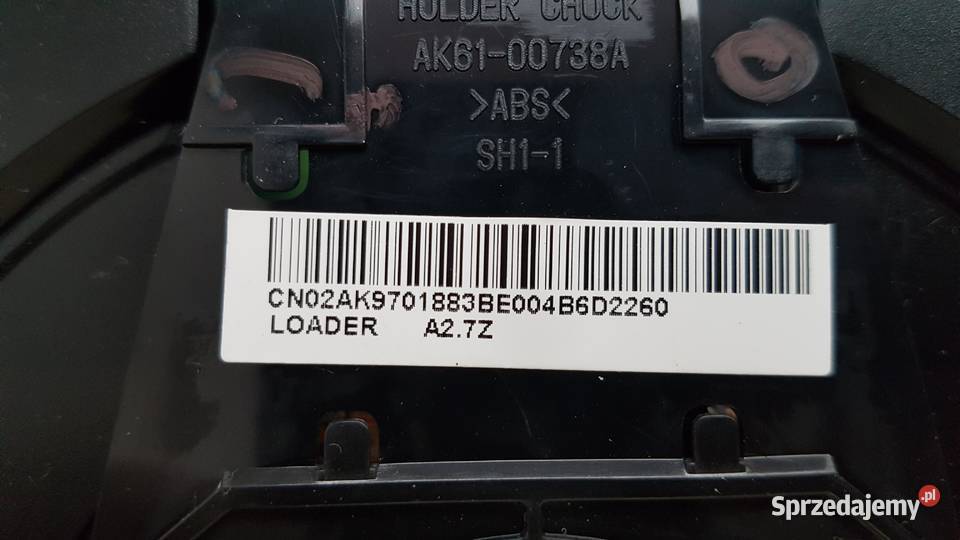 HOLDER CHUCK
AK61-00738A
>ABS<
SH1-1
CN02AK9701883BE004B6D2260
LOADER A2.7Z
Sprzedajemy.pl